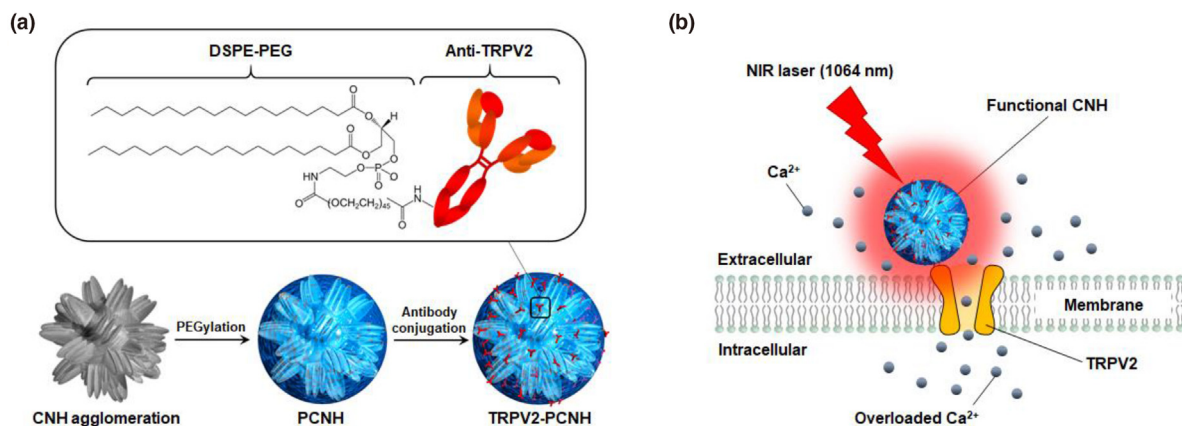 (a)
DSPE-PEG
Anti-TRPV2
O
O
H
O
O
O
O
P
O
O
HN
O
(OCH₂CH₂)₄₅
H
N
O
CNH agglomeration
PEGylation
PCNH
Antibody
conjugation
TRPV2-PCNH
(b)
NIR laser (1064 nm)
Functional CNH
Ca²⁺
Extracellular
Membrane
Intracellular
TRPV2
Overloaded Ca²⁺